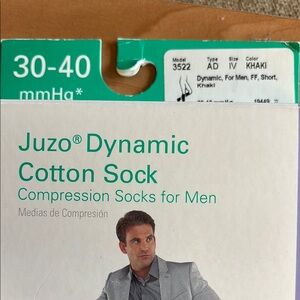 30-40
mmHg*
Model Type Size Color
3522 AD IV KHAKI
Dynamic, For Men, FF, Short,
Khaki
Juzo® Dynamic
Cotton Sock
Compression Socks for Men
Medias de Compresión